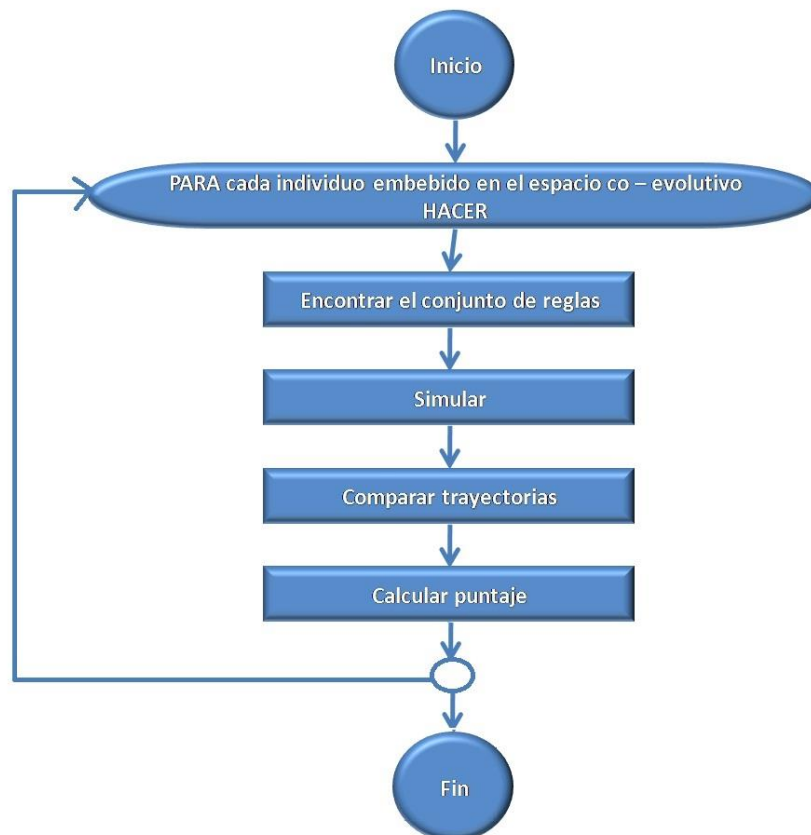 Inicio
PARA cada individuo embebido en el espacio co – evolutivo
HACER
Encontrar el conjunto de reglas
Simular
Comparar trayectorias
Calcular puntaje
Fin